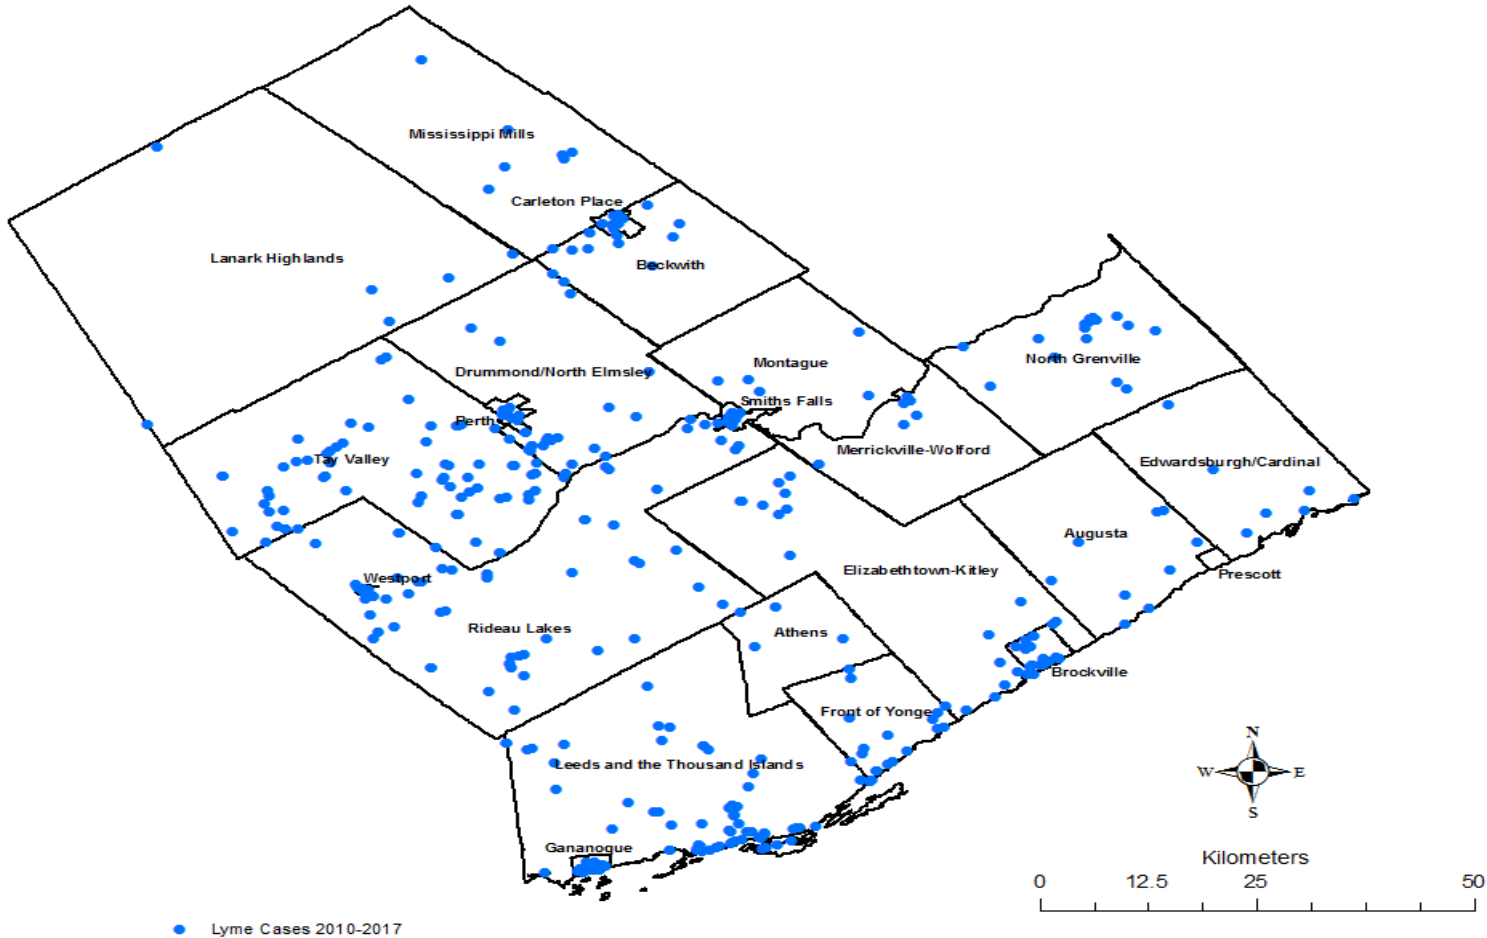 Mississippi Mills
Carleton Place
Lanark Highlands
Beckwith
Montague
North Grenville
Drummond/North Elmsley
Smiths Falls
Perth
Merrickville-Wolford
Tay Valley
Edwardsburgh/Cardinal
Augusta
Westport
Elizabethtown-Kitley
Prescott
Rideau Lakes
Athens
Brockville
Front of Yonge
Leeds and the Thousand Islands
Gananoque
N
W
E
S
Kilometers
0 12.5 25 50
Lyme Cases 2010-2017